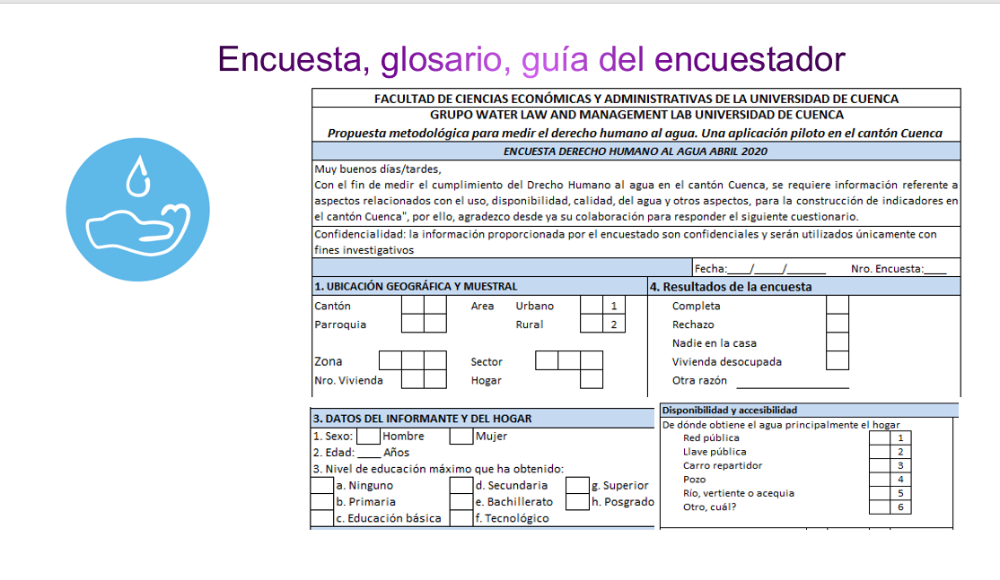 Encuesta, glosario, guía del encuestador
FACULTAD DE CIENCIAS ECONÓMICAS Y ADMINISTRATIVAS DE LA UNIVERSIDAD DE CUENCA
GRUPO WATER LAW AND MANAGEMENT LAB UNIVERSIDAD DE CUENCA
Propuesta metodológica para medir el derecho humano al agua. Una aplicación piloto en el cantón Cuenca
ENCUESTA DERECHO HUMANO AL AGUA ABRIL 2020
Muy buenos días/tardes,
Con el fin de medir el cumplimiento del Drecho Humano al agua en el cantón Cuenca, se requiere información referente a
aspectos relacionados con el uso, disponibilidad, calidad, del agua y otros aspectos, para la construcción de indicadores en
el cantón Cuenca", por ello, agradezco desde ya su colaboración para responder el siguiente cuestionario.
Confidencialidad: la información proporcionada por el encuestado son confidenciales y serán utilizados únicamente con
fines investigativos
Fecha:____/_____/_______ Nro. Encuesta:____
1. UBICACIÓN GEOGRÁFICA Y MUESTRAL
Cantón Area Urbano 1
Parroquia Rural 2
Zona Sector
Nro. Vivienda Hogar
4. Resultados de la encuesta
Completa
Rechazo
Nadie en la casa
Vivienda desocupada
Otra razón ____________________
3. DATOS DEL INFORMANTE Y DEL HOGAR
1. Sexo: Hombre Mujer
2. Edad: ____ Años
3. Nivel de educación máximo que ha obtenido:
a. Ninguno d. Secundaria g. Superior
b. Primaria e. Bachillerato h. Posgrado
c. Educación básica f. Tecnológico
Disponibilidad y accesibilidad
De dónde obtiene el agua principalmente el hogar
Red pública 1
Llave pública 2
Carro repartidor 3
Pozo 4
Río, vertiente o acequia 5
Otro, cuál? 6